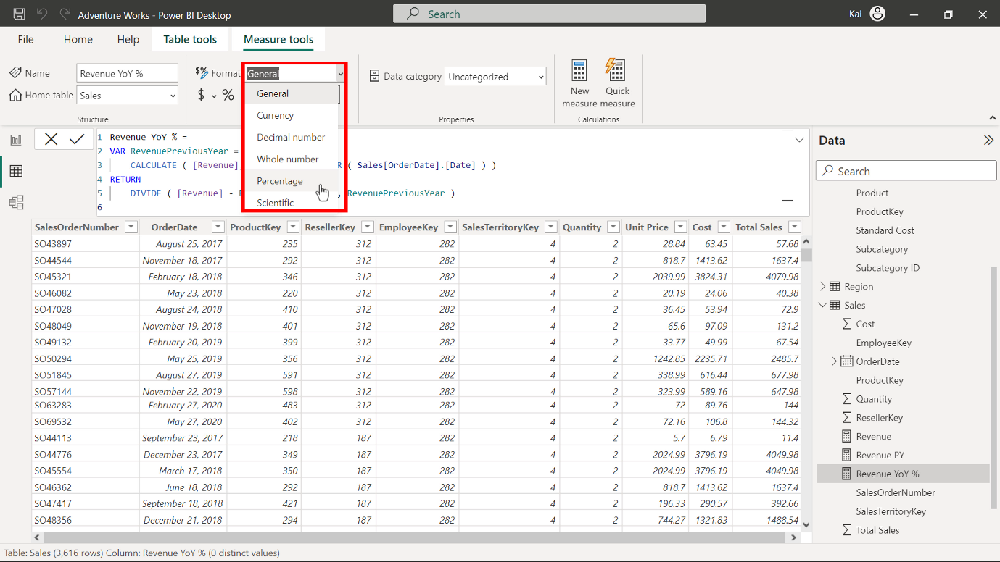 Adventure Works - Power BI Desktop
Search
Kai
File
Home
Help
Table tools
Measure tools
Name
Revenue YoY %
Home table
Sales
Structure
Format
General
$
%
General
Currency
Decimal number
Whole number
Percentage
Scientific
Data category
Uncategorized
Properties
New measure
Quick measure
Calculations
1 Revenue YoY % =
2 VAR RevenuePreviousYear =
3 CALCULATE ( [Revenue], R ( Sales[OrderDate].[Date] ) )
4 RETURN
5 DIVIDE ( [Revenue] - , RevenuePreviousYear )
6
SalesOrderNumber OrderDate ProductKey ResellerKey EmployeeKey SalesTerritoryKey Quantity Unit Price Cost Total Sales
SO43897 August 25, 2017 235 312 282 4 2 28.84 63.45 57.68
SO44544 November 18, 2017 292 312 282 4 2 818.7 1413.62 1637.4
SO45321 February 18, 2018 346 312 282 4 2 2039.99 3824.31 4079.98
SO46082 May 23, 2018 220 312 282 4 2 20.19 24.06 40.38
SO47028 August 24, 2018 410 312 282 4 2 36.45 53.94 72.9
SO48049 November 19, 2018 401 312 282 4 2 65.6 97.09 131.2
SO49132 February 20, 2019 399 312 282 4 2 33.77 49.99 67.54
SO50294 May 25, 2019 356 312 282 4 2 1242.85 2235.71 2485.7
SO51845 August 27, 2019 591 312 282 4 2 338.99 616.44 677.98
SO57144 November 22, 2019 598 312 282 4 2 323.99 589.16 647.98
SO63283 February 27, 2020 483 312 282 4 2 72 89.76 144
SO69532 May 27, 2020 402 312 282 4 2 72.16 106.8 144.32
SO44113 September 23, 2017 218 187 282 4 2 5.7 6.79 11.4
SO44776 December 23, 2017 349 187 282 4 2 2024.99 3796.19 4049.98
SO45554 March 18, 2018 350 187 282 4 2 2024.99 3796.19 4049.98
SO46362 June 18, 2018 292 187 282 4 2 818.7 1413.62 1637.4
SO47417 September 18, 2018 421 187 282 4 2 196.33 290.57 392.66
SO48356 December 21, 2018 294 187 282 4 2 744.27 1321.83 1488.54
Data
Search
Product
ProductKey
Standard Cost
Subcategory
Subcategory ID
Region
Sales
Cost
EmployeeKey
OrderDate
ProductKey
Quantity
ResellerKey
Revenue
Revenue PY
Revenue YoY %
SalesOrderNumber
SalesTerritoryKey
Total Sales
Table: Sales (3,616 rows) Column: Revenue YoY % (0 distinct values)